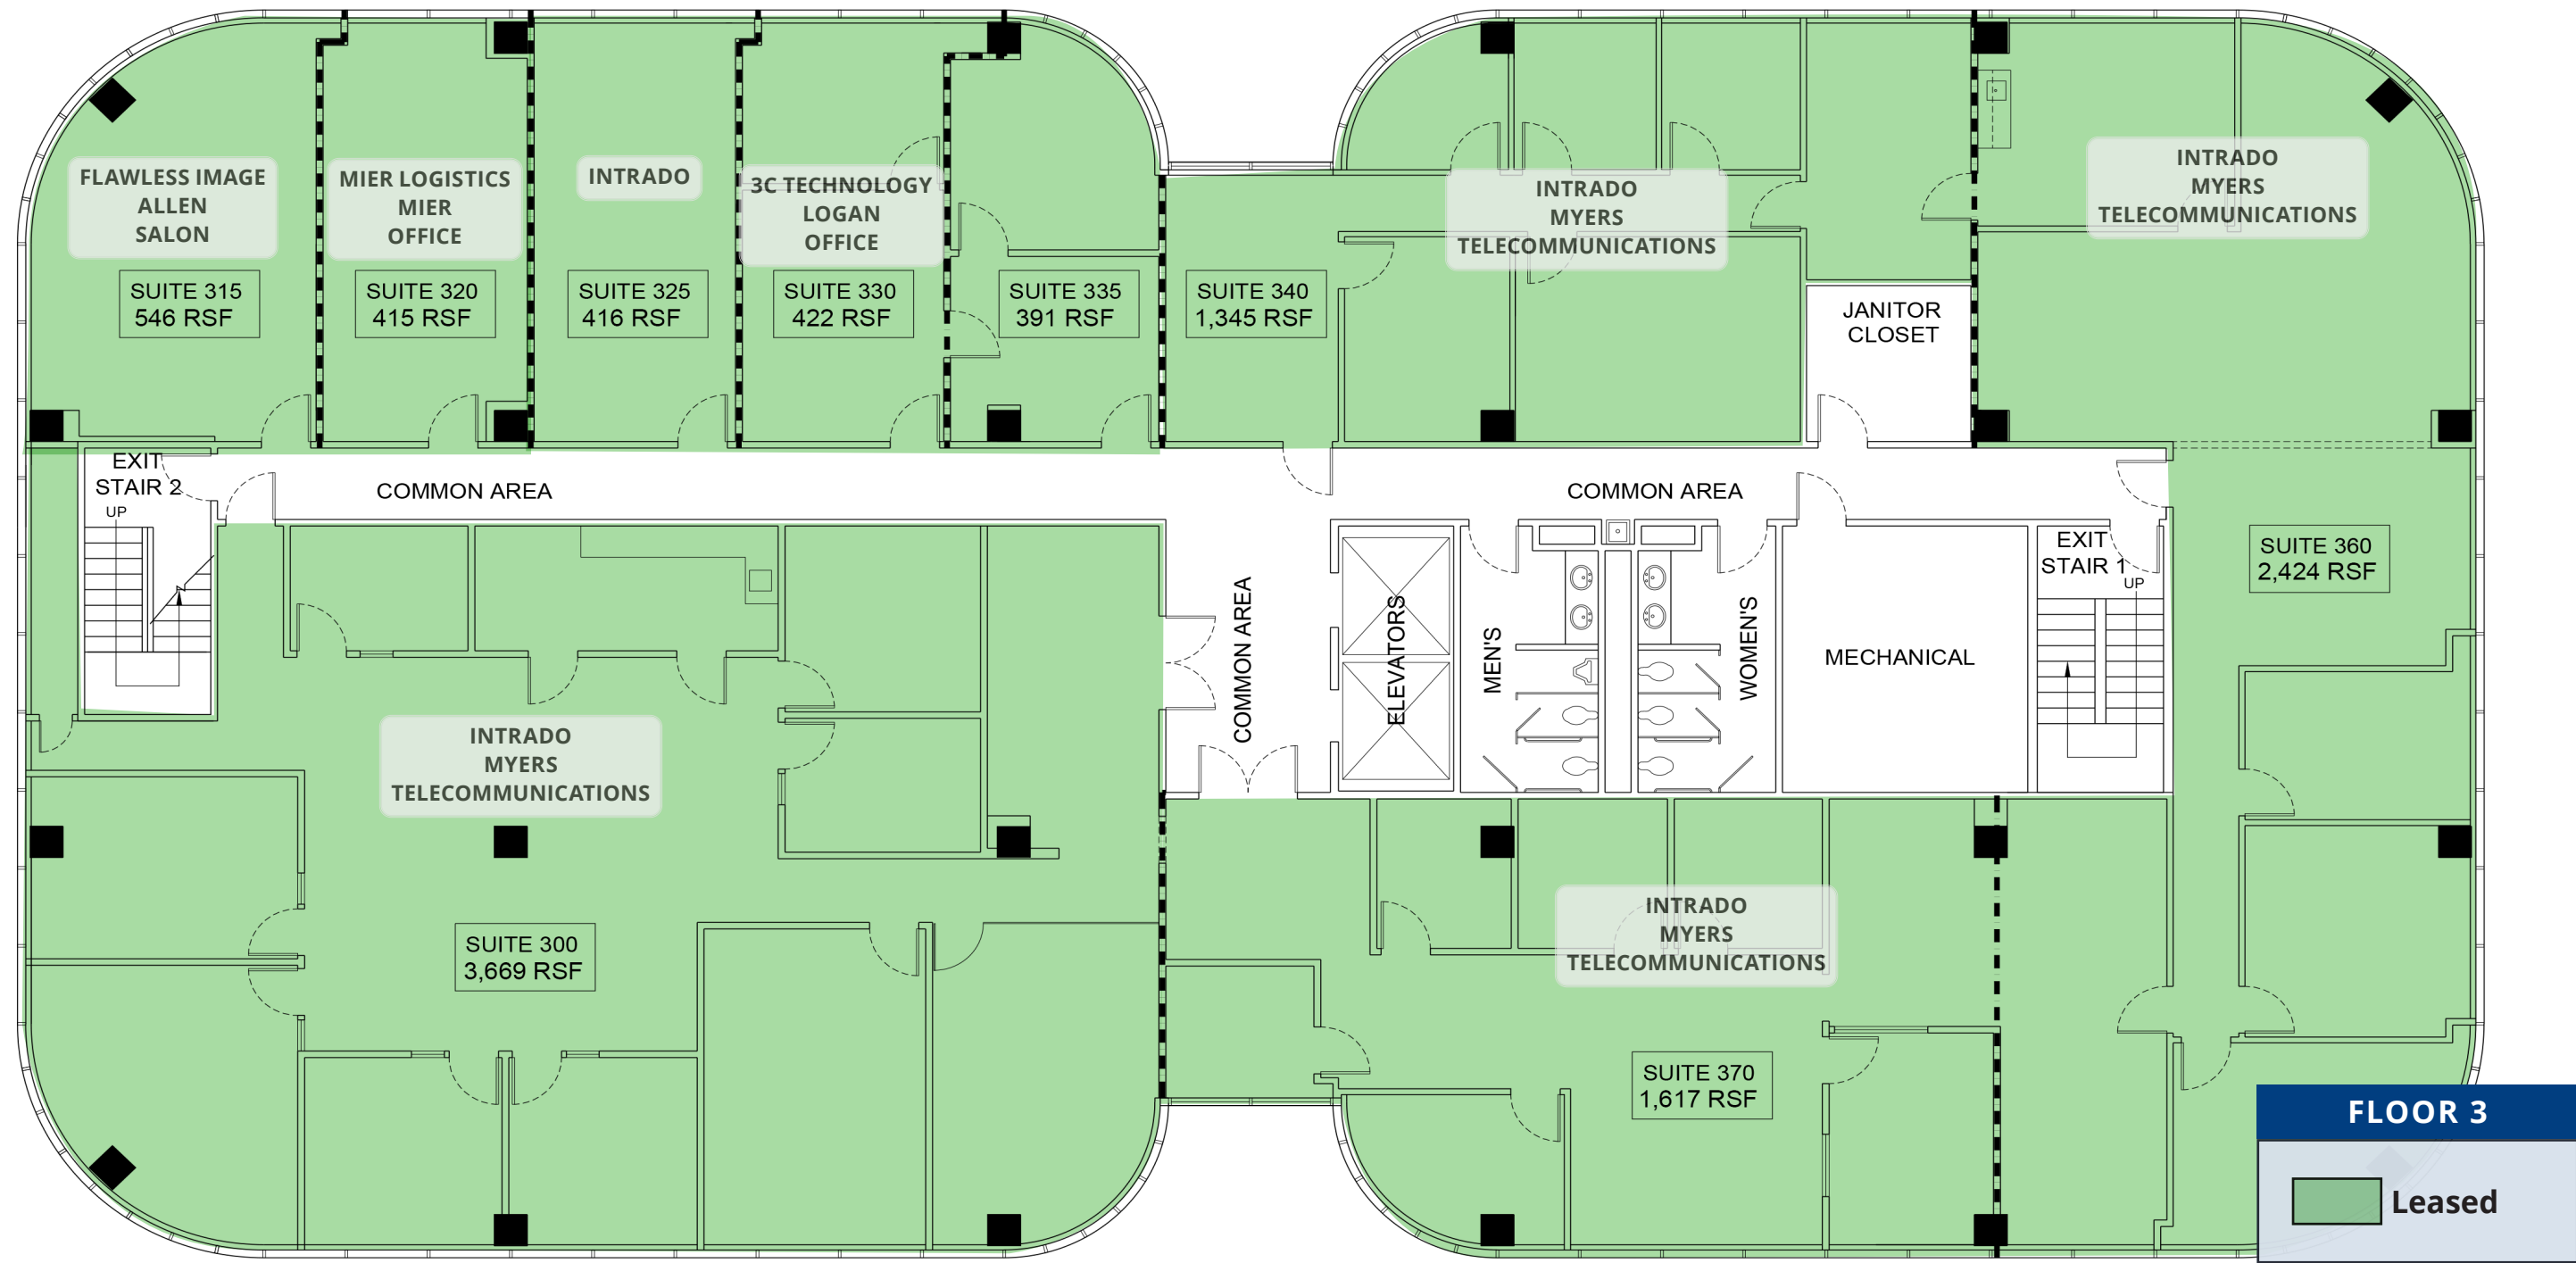 FLAWLESS IMAGE
ALLEN
SALON
SUITE 315
546 RSF
MIER LOGISTICS
MIER
OFFICE
SUITE 320
415 RSF
INTRADO
SUITE 325
416 RSF
3C TECHNOLOGY
LOGAN
OFFICE
SUITE 330
422 RSF
SUITE 335
391 RSF
SUITE 340
1,345 RSF
INTRADO
MYERS
TELECOMMUNICATIONS
JANITOR
CLOSET
INTRADO
MYERS
TELECOMMUNICATIONS
EXIT
STAIR 2
UP
COMMON AREA
COMMON AREA
COMMON AREA
ELEVATORS
MEN'S
WOMEN'S
MECHANICAL
EXIT
STAIR 1
UP
SUITE 360
2,424 RSF
INTRADO
MYERS
TELECOMMUNICATIONS
SUITE 300
3,669 RSF
INTRADO
MYERS
TELECOMMUNICATIONS
SUITE 370
1,617 RSF
FLOOR 3
Leased